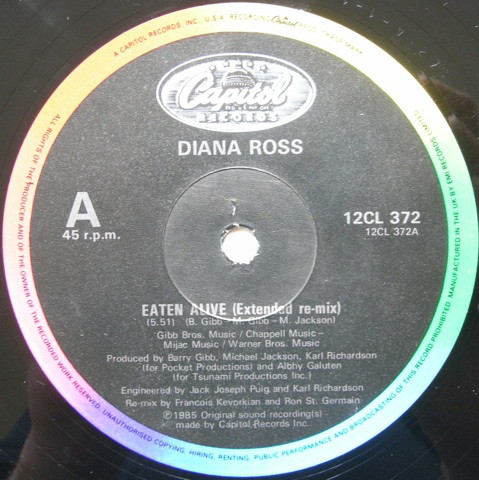 A CAPITOL RECORDS, INC., U.S.A. RECORDING
Capitol
RECORDS
DIANA ROSS
A
45 r.p.m.
12CL 372
12CL 372A
EATEN ALIVE (Extended re-mix)
(5.51) (B. Gibb - M. Gibb - M. Jackson)
Gibb Bros. Music / Chappell Music -
Mijac Music / Warner Bros. Music
Produced by Barry Gibb, Michael Jackson, Karl Richardson
(for Pocket Productions) and Albhy Galuten
(for Tsunami Productions Inc.)
Engineered by Jack Joseph Puig and Karl Richardson
Re-mix by Francois Kevorkian and Ron St. Germain
℗1985 Original sound recording(s)
made by Capitol Records Inc.
ALL RIGHTS OF THE PRODUCER AND OF THE OWNER OF THE RECORDED WORK RESERVED. UNAUTHORISED COPYING, HIRING, RENTING, PUBLIC PERFORMANCE AND BROADCASTING OF THIS RECORD PROHIBITED. MANUFACTURED IN THE UK BY EMI RECORDS LIMITED.